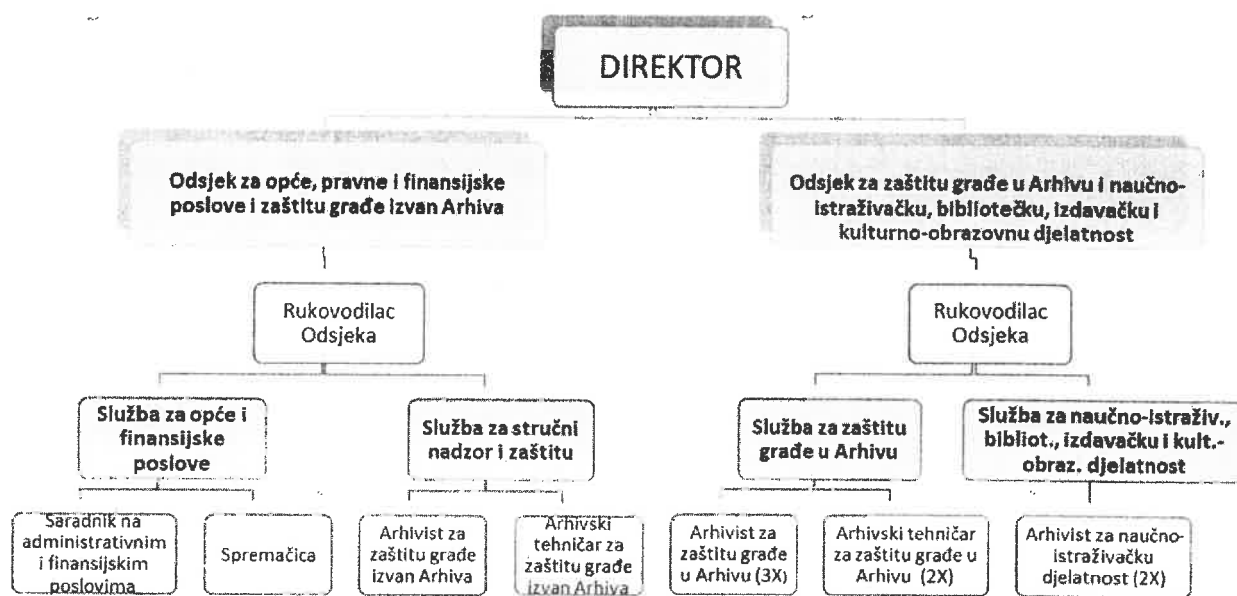 DIREKTOR
Odsjek za opće, pravne i finansijske
poslove i zaštitu građe izvan Arhiva
Odsjek za zaštitu građe u Arhivu i naučno-
istraživačku, bibliotečku, izdavačku i
kulturno-obrazovnu djelatnost
Rukovodilac
Odsjeka
Rukovodilac
Odsjeka
Služba za opće i
finansijske
poslove
Služba za stručni
nadzor i zaštitu
Služba za zaštitu
građe u Arhivu
Služba za naučno-istraživ.,
bibliot., izdavačku i kult.-
obraz. djelatnost
Saradnik na
administrativnim
i finansijskim
poslovima
Spremačica
Arhivist za
zaštitu građe
izvan Arhiva
Arhivski
tehničar za
zaštitu građe
izvan Arhiva
Arhivist za
zaštitu građe
u Arhivu (3X)
Arhivski tehničar
za zaštitu građe u
Arhivu (2X)
Arhivist za naučno-
istraživačku
djelatnost (2X)